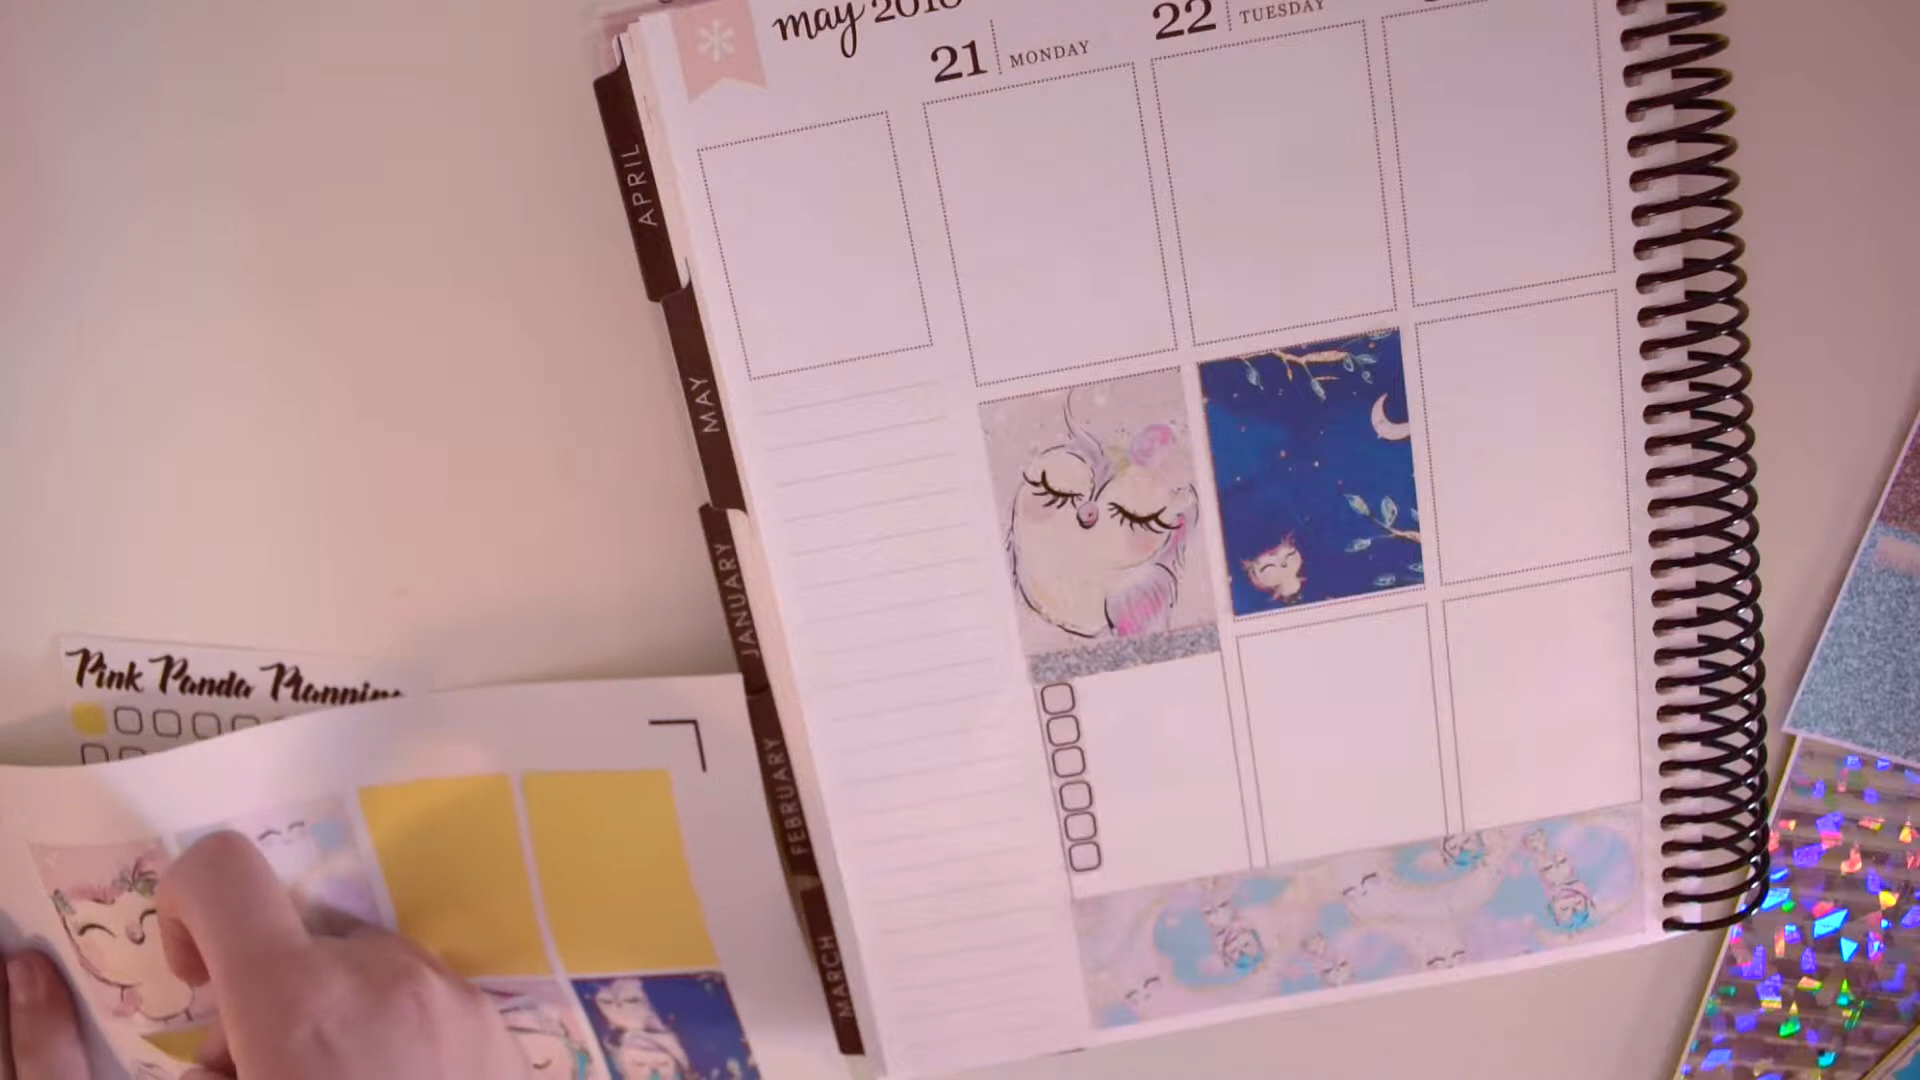 may 2018
21 MONDAY
22 TUESDAY
APRIL
MAY
JANUARY
FEBRUARY
MARCH
Pink Panda Planning